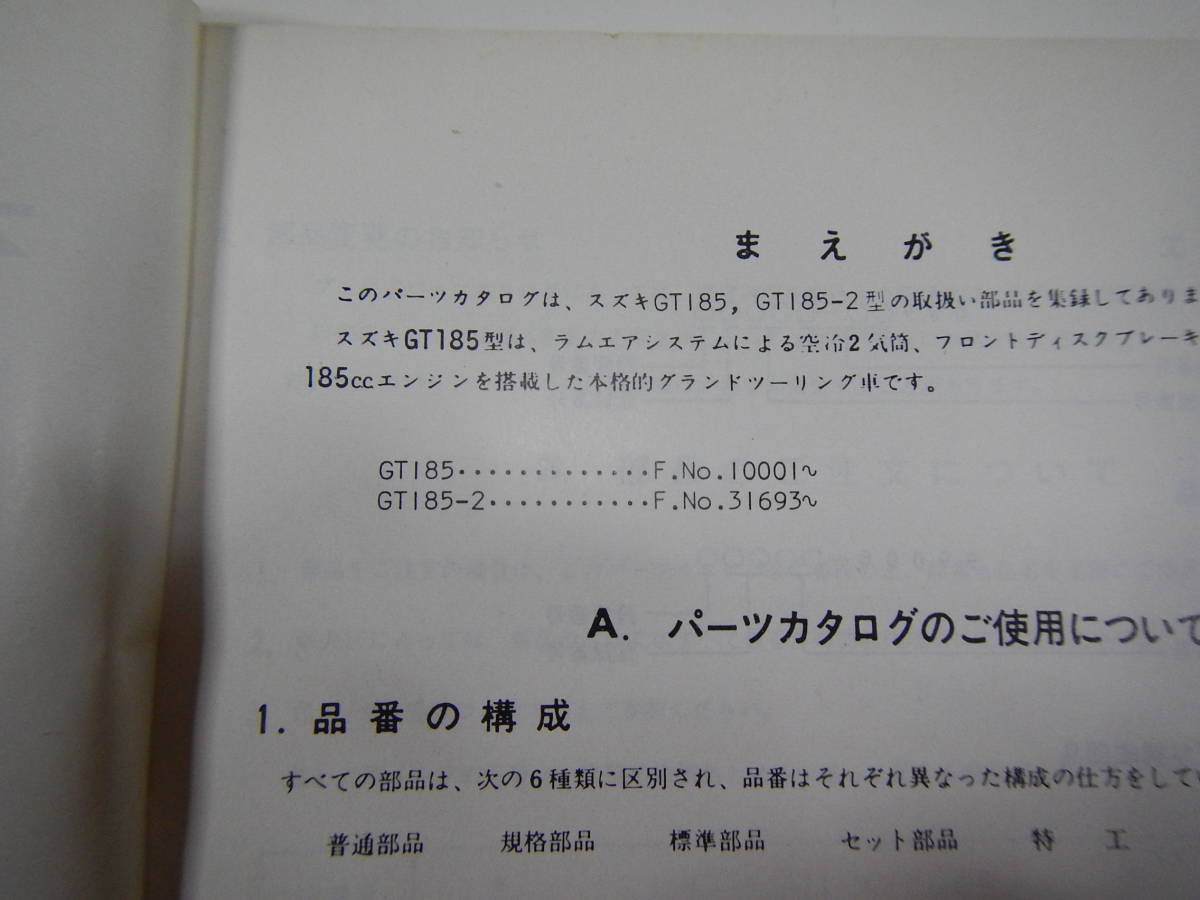 まえがき
このパーツカタログは、スズキGT185, GT185-2型の取扱い部品を集録してありま
スズキGT185型は、ラムエアシステムによる空冷2気筒、フロントディスクブレーキ
185ccエンジンを搭載した本格的グランドツーリング車です。
GT185・・・・・・・・・・・・・F.No.10001~
GT185-2・・・・・・・・・・・F.No.31693~
A. パーツカタログのご使用について
1. 品番の構成
すべての部品は、次の6種類に区別され、品番はそれぞれ異なった構成の仕方をしてい
普通部品 規格部品 標準部品 セット部品 特工